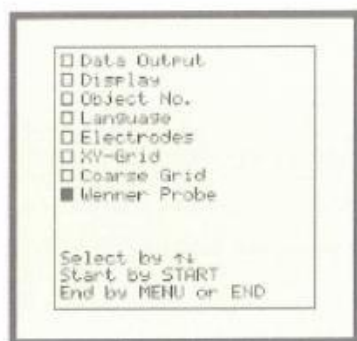 □ Data Output
□ Display
□ Object No.
□ Language
□ Electrodes
□ XY-Grid
□ Coarse Grid
■ Wenner Probe
Select by ↑↓
Start by START
End by MENU or END